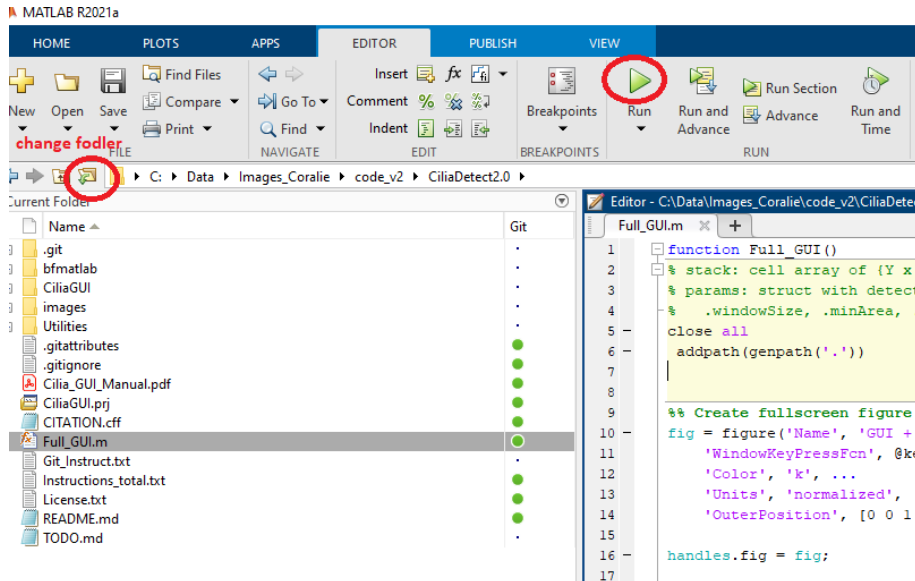 MATLAB R2021a
HOME PLOTS APPS EDITOR PUBLISH VIEW
Find Files
Insert fx
Compare
Go To
Comment %
Run Section
New Open Save
Breakpoints Run Run and Advance
Advance
Run and Time
Print
Find
Indent
change fodler
FILE NAVIGATE EDIT BREAKPOINTS RUN
C: Data Images_Coralie code_v2 CiliaDetect2.0
Current Folder
Name Git
.git
bfmatlab
CiliaGUI
images
Utilities
.gitattributes
.gitignore
Cilia_GUI_Manual.pdf
CiliaGUI.prj
CITATION.cff
Full_GUI.m
Git_Instruct.txt
Instructions_total.txt
License.txt
README.md
TODO.md
Editor - C:\Data\Images_Coralie\code_v2\CiliaDetec
Full_GUI.m
1 function Full_GUI()
2 % stack: cell array of {Y x
3 % params: struct with detect
4 % .windowSize, .minArea,
5 close all
6 addpath(genpath('.'))
7
8
9 %% Create fullscreen figure
10 fig = figure('Name', 'GUI +
11 'WindowKeyPressFcn', @ke
12 'Color', 'k', ...
13 'Units', 'normalized',
14 'OuterPosition', [0 0 1
15
16 handles.fig = fig;
17